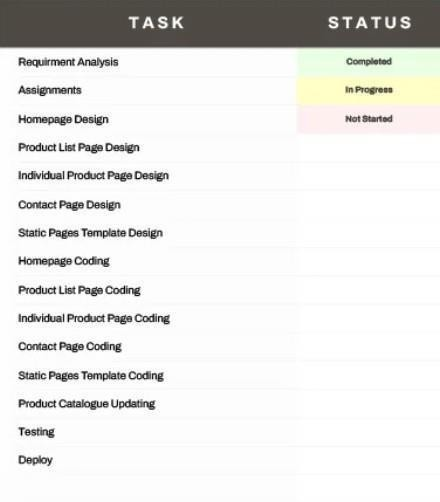 TASK STATUS
Requirment Analysis Completed
Assignments In Progress
Homepage Design Not Started
Product List Page Design
Individual Product Page Design
Contact Page Design
Static Pages Template Design
Homepage Coding
Product List Page Coding
Individual Product Page Coding
Contact Page Coding
Static Pages Template Coding
Product Catalogue Updating
Testing
Deploy